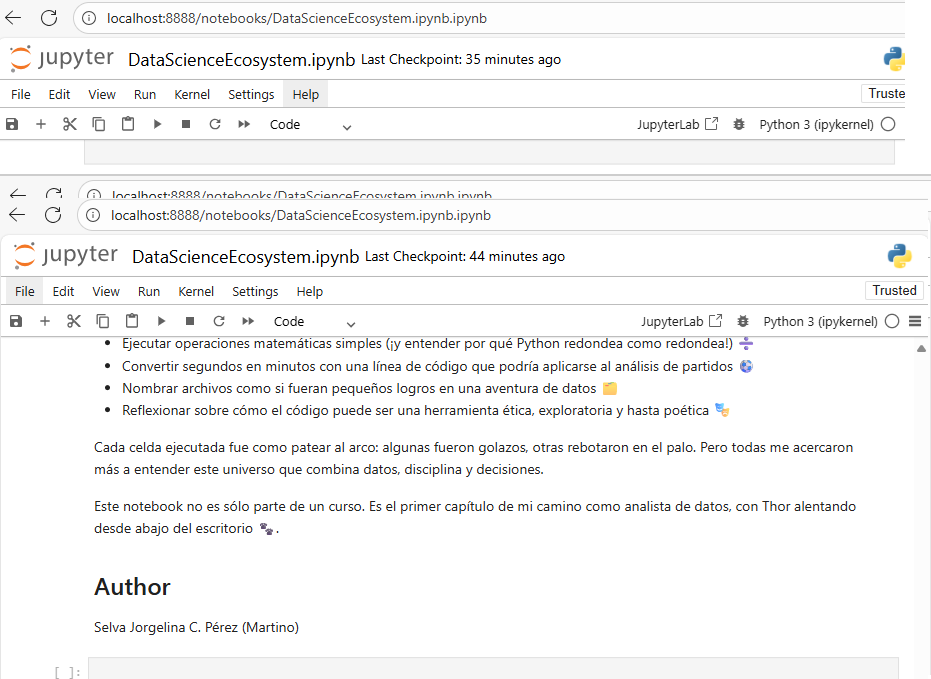 localhost:8888/notebooks/DataScienceEcosystem.ipynb.ipynb
jupyter DataScienceEcosystem.ipynb Last Checkpoint: 35 minutes ago
File Edit View Run Kernel Settings Help Truste
Code JupyterLab Python 3 (ipykernel)
localhost:8888/notebooks/DataScienceEcosystem.ipynb.ipynb
localhost:8888/notebooks/DataScienceEcosystem.ipynb.ipynb
jupyter DataScienceEcosystem.ipynb Last Checkpoint: 44 minutes ago
File Edit View Run Kernel Settings Help Trusted
Code JupyterLab Python 3 (ipykernel)
• Ejecutar operaciones matemáticas simples (¡y entender por qué Python redondea como redondea!) ➗
• Convertir segundos en minutos con una línea de código que podría aplicarse al análisis de partidos ⚽
• Nombrar archivos como si fueran pequeños logros en una aventura de datos 🗂️
• Reflexionar sobre cómo el código puede ser una herramienta ética, exploratoria y hasta poética 🎭
Cada celda ejecutada fue como patear al arco: algunas fueron golazos, otras rebotaron en el palo. Pero todas me acercaron
más a entender este universo que combina datos, disciplina y decisiones.
Este notebook no es sólo parte de un curso. Es el primer capítulo de mi camino como analista de datos, con Thor alentando
desde abajo del escritorio 🐾.
Author
Selva Jorgelina C. Pérez (Martino)
[ ]: